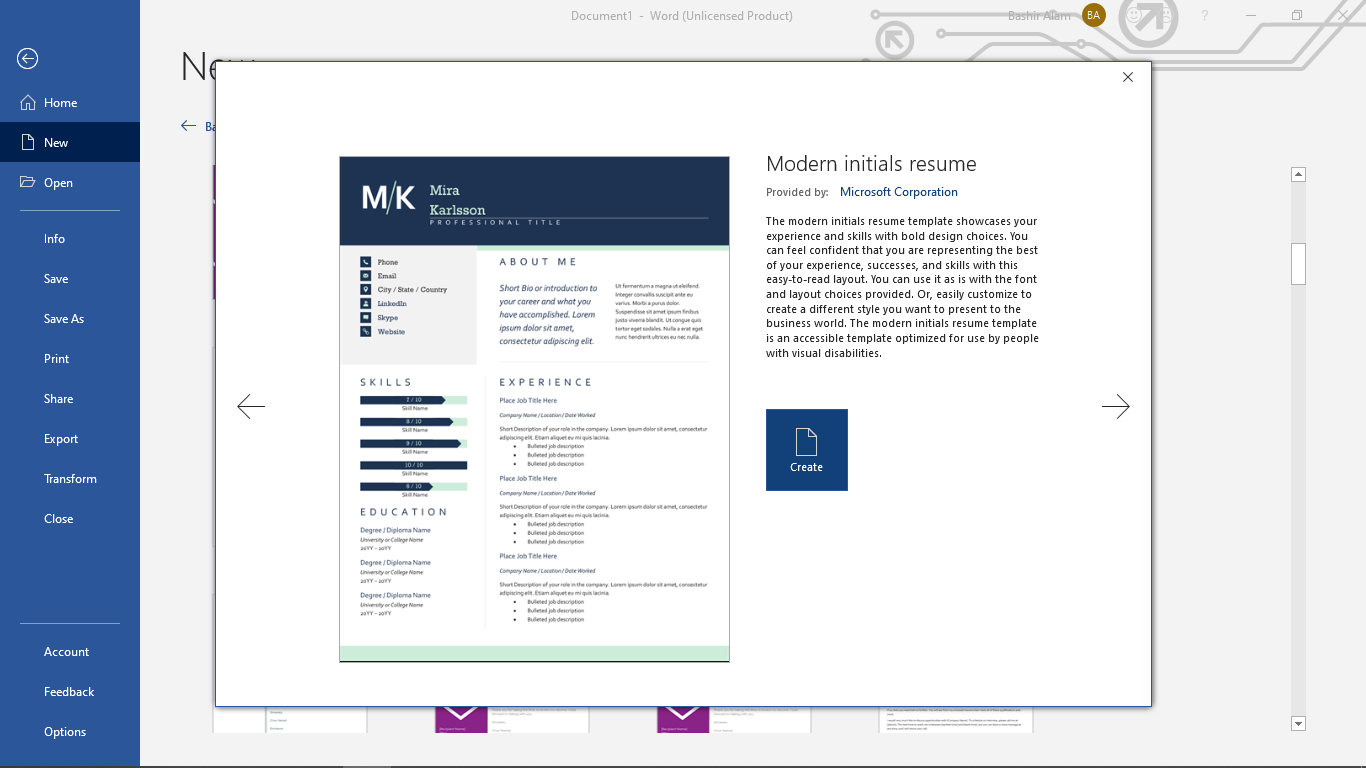 Document1 - Word (Unlicensed Product)
Bashir Alam
BA
?
New
Home
New
Open
Info
Save
Save As
Print
Share
Export
Transform
Close
Account
Feedback
Options
M/K
Mira
Karlsson
PROFESSIONAL TITLE
Phone
Email
City / State / Country
LinkedIn
Skype
Website
ABOUT ME
Short Bio or introduction to
your career and what you
have accomplished. Lorem
ipsum dolor sit amet,
consectetur adipiscing elit.
Ut fermentum a magna ut eleifend.
Integer convallis suscipit ante eu
varius. Morbi a purus dolor.
Suspendisse sit amet ipsum finibus
justo viverra blandit. Ut congue quis
tortor eget sodales. Nulla a erat eget
nunc hendrerit ultrices eu nec nulla.
SKILLS
7 / 10
Skill Name
8 / 10
Skill Name
9 / 10
Skill Name
10 / 10
Skill Name
6 / 10
Skill Name
EDUCATION
Degree / Diploma Name
University or College Name
20YY – 20YY
Degree / Diploma Name
University or College Name
20YY – 20YY
Degree / Diploma Name
University or College Name
20YY – 20YY
EXPERIENCE
Place Job Title Here
Company Name / Location / Date Worked
Short Description of your role in the company. Lorem ipsum dolor sit amet, consectetur
adipiscing elit. Etiam aliquet eu mi quis lacinia.
• Bulleted job description
• Bulleted job description
• Bulleted job description
Place Job Title Here
Company Name / Location / Date Worked
Short Description of your role in the company. Lorem ipsum dolor sit amet, consectetur
adipiscing elit. Etiam aliquet eu mi quis lacinia.
• Bulleted job description
• Bulleted job description
• Bulleted job description
Place Job Title Here
Company Name / Location / Date Worked
Short Description of your role in the company. Lorem ipsum dolor sit amet, consectetur
adipiscing elit. Etiam aliquet eu mi quis lacinia.
• Bulleted job description
• Bulleted job description
• Bulleted job description
Modern initials resume
Provided by: Microsoft Corporation
The modern initials resume template showcases your
experience and skills with bold design choices. You
can feel confident that you are representing the best
of your experience, successes, and skills with this
easy-to-read layout. You can use it as is with the font
and layout choices provided. Or, easily customize to
create a different style you want to present to the
business world. The modern initials resume template
is an accessible template optimized for use by people
with visual disabilities.
Create